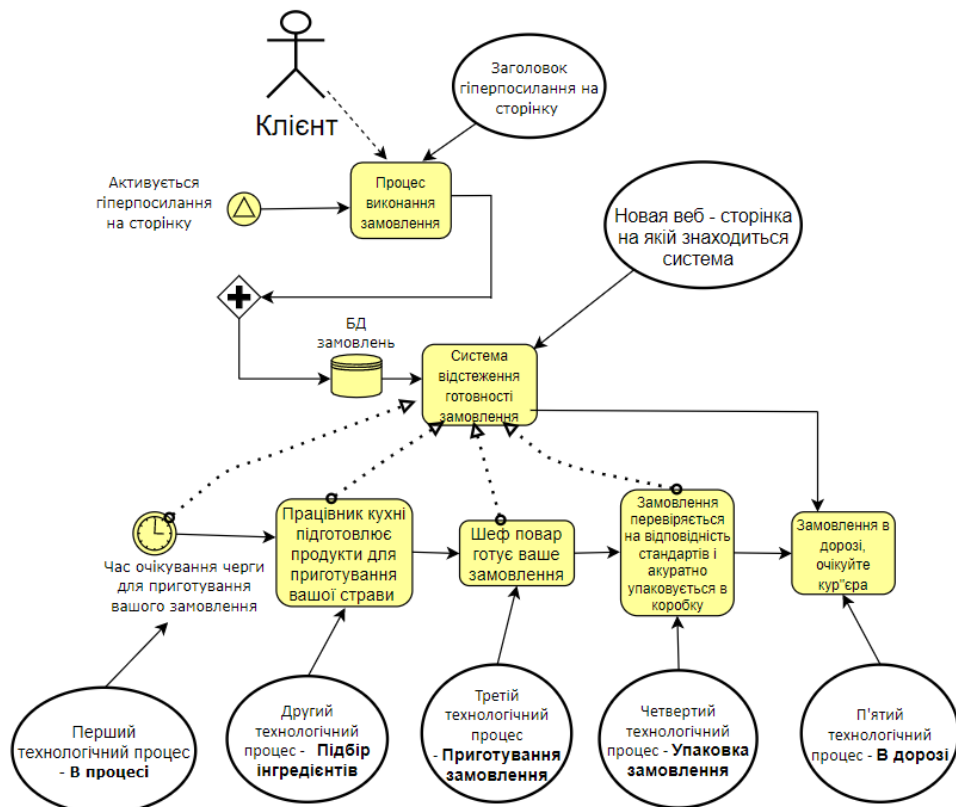 Клієнт
Заголовок
гіперпосилання на
сторінку
Активується
гіперпосилання
на сторінку
Процес
виконання
замовлення
Новая веб - сторінка
на якій знаходиться
система
БД
замовлень
Система
відстеження
готовності
замовлення
Час очікування черги
для приготування
вашого замовлення
Працівник кухні
підготовлює
продукти для
приготування
вашої страви
Шеф повар
готує ваше
замовлення
Замовлення
перевіряється
на відповідність
стандартів і
акуратно
упаковується в
коробку
Замовлення в
дорозі,
очікуйте
кур"єра
Перший
технологічний процес
- В процесі
Другий
технологічний
процес - Підбір
інгредієнтів
Третій
технологічний
процес
- Приготування
замовлення
Четвертий
технологічний
процес - Упаковка
замовлення
П'ятий
технологічний
процес - В дорозі